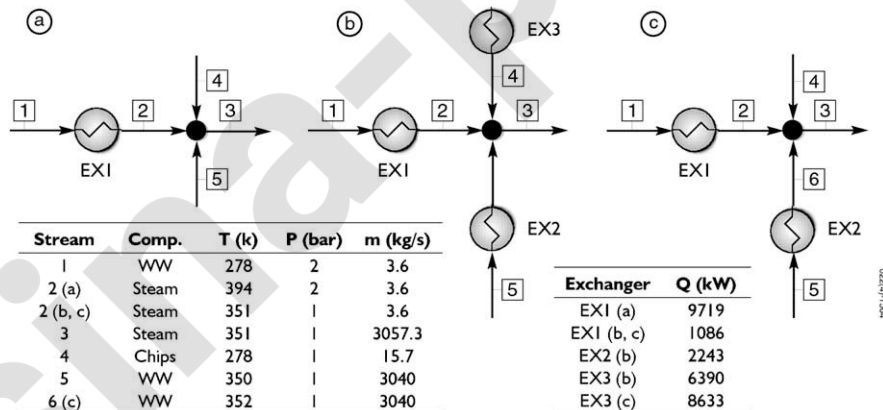 a
1
2
3
4
5
EX1
b
EX3
1
2
3
4
5
EX1
EX2
c
1
2
3
4
6
5
EX1
EX2
Stream Comp. T (k) P (bar) m (kg/s)
1 WW 278 2 3.6
2 (a) Steam 394 2 3.6
2 (b, c) Steam 351 1 3.6
3 Steam 351 1 3057.3
4 Chips 278 1 15.7
5 WW 350 1 3040
6 (c) WW 352 1 3040
Exchanger Q (kW)
EX1 (a) 9719
EX1 (b, c) 1086
EX2 (b) 2243
EX3 (b) 6390
EX3 (c) 8633